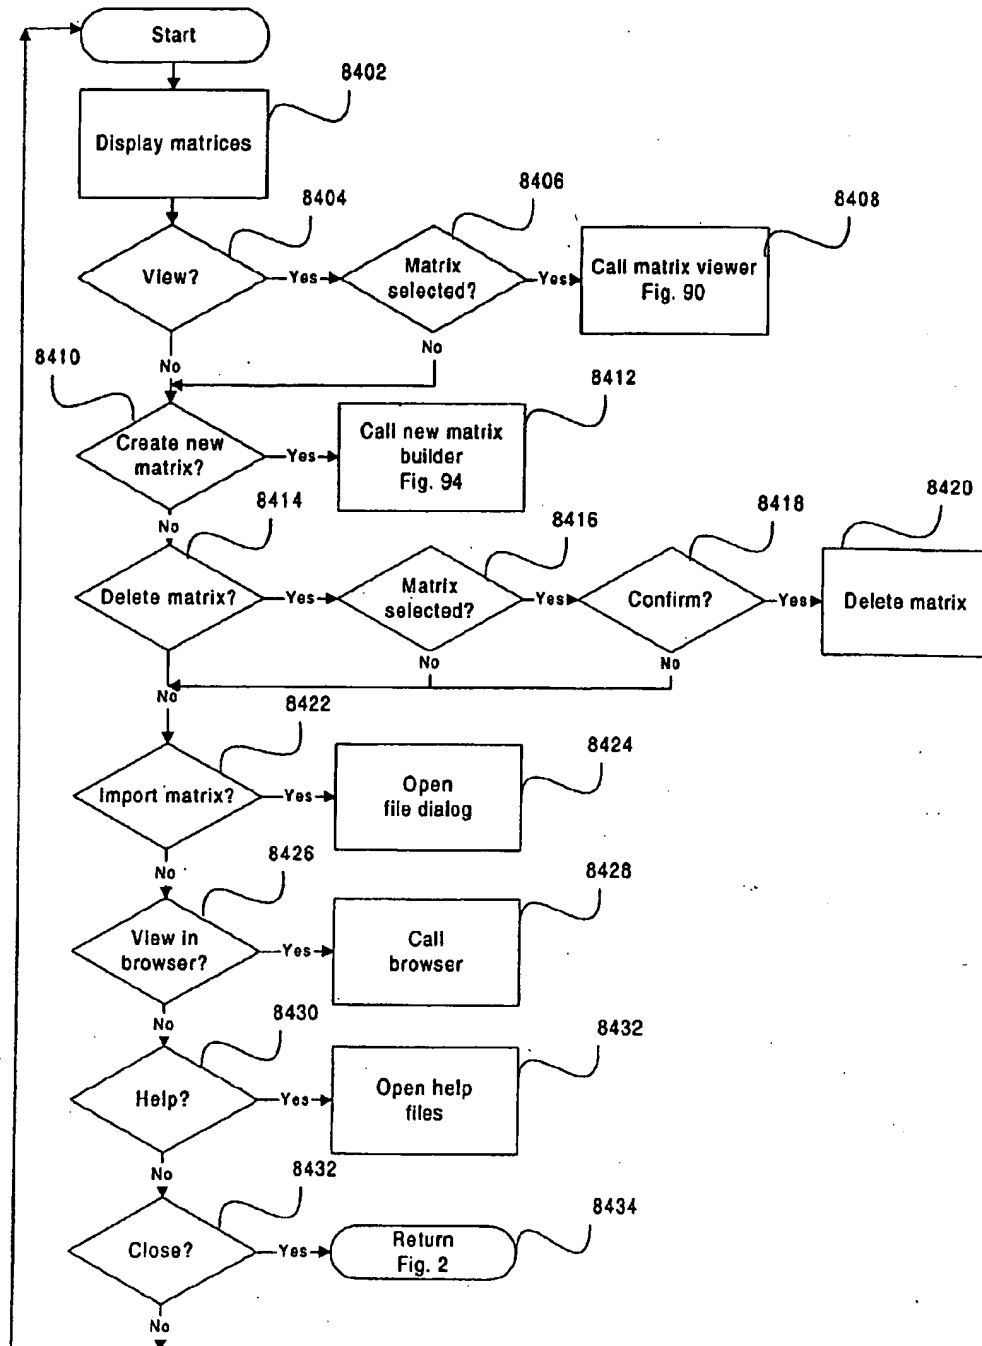 Start
8402
Display matrices
8404
8406
8408
View?
Yes
Matrix
selected?
Yes
Call matrix viewer
Fig. 90
No
No
8410
8412
Create new
matrix?
Yes
Call new matrix
builder
Fig. 94
No
8414
8416
8418
8420
Delete matrix?
Yes
Matrix
selected?
Yes
Confirm?
Yes
Delete matrix
No
No
No
8422
8424
Import matrix?
Yes
Open
file dialog
No
8426
8428
View in
browser?
Yes
Call
browser
No
8430
8432
Help?
Yes
Open help
files
No
8432
8434
Close?
Yes
Return
Fig. 2
No